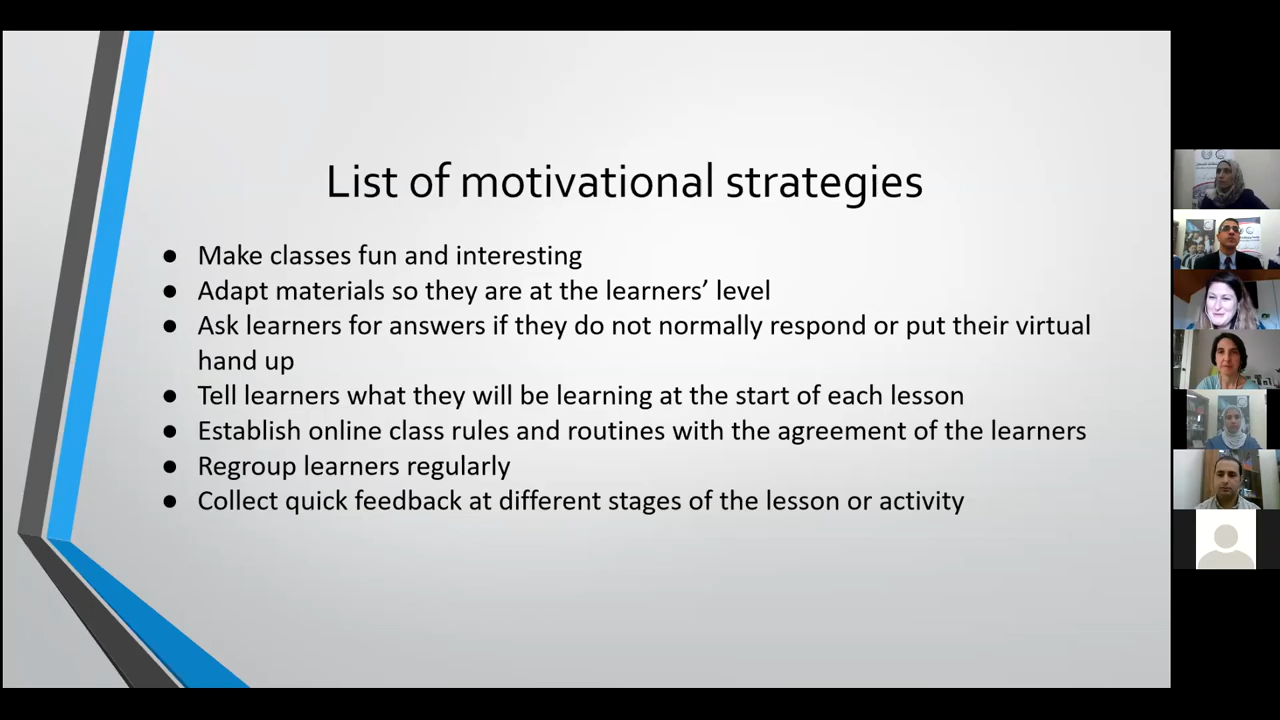 List of motivational strategies
● Make classes fun and interesting
● Adapt materials so they are at the learners’ level
● Ask learners for answers if they do not normally respond or put their virtual
hand up
● Tell learners what they will be learning at the start of each lesson
● Establish online class rules and routines with the agreement of the learners
● Regroup learners regularly
● Collect quick feedback at different stages of the lesson or activity